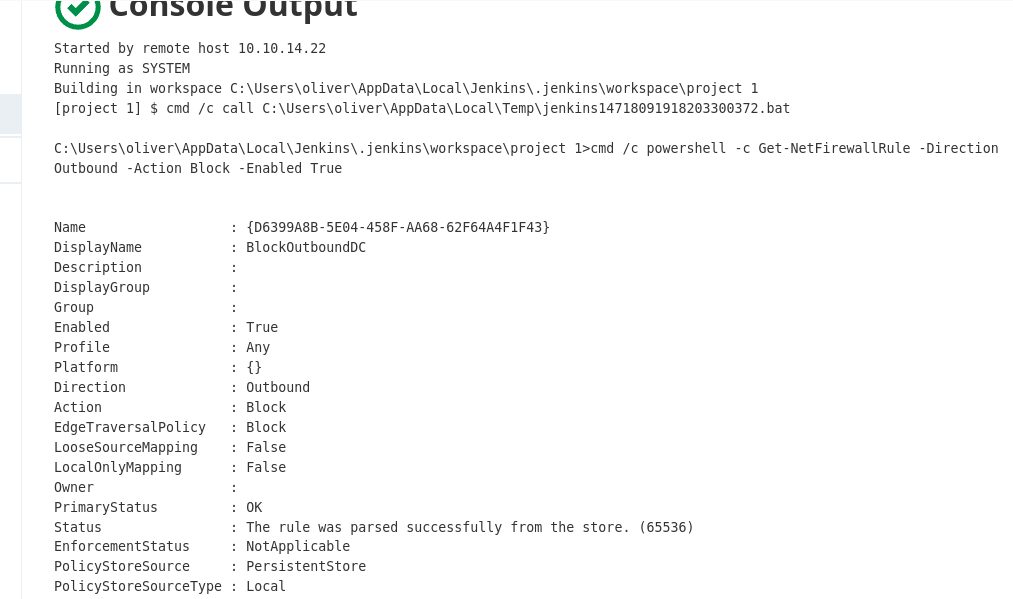 Console Output
Started by remote host 10.10.14.22
Running as SYSTEM
Building in workspace C:\Users\oliver\AppData\Local\Jenkins\.jenkins\workspace\project 1
[project 1] $ cmd /c call C:\Users\oliver\AppData\Local\Temp\jenkins14718091918203300372.bat
C:\Users\oliver\AppData\Local\Jenkins\.jenkins\workspace\project 1>cmd /c powershell -c Get-NetFirewallRule -Direction
Outbound -Action Block -Enabled True
Name                  : {D6399A8B-5E04-458F-AA68-62F64A4F1F43}
DisplayName           : BlockOutboundDC
Description           :
DisplayGroup          :
Group                 :
Enabled               : True
Profile               : Any
Platform              : {}
Direction             : Outbound
Action                : Block
EdgeTraversalPolicy   : Block
LooseSourceMapping    : False
LocalOnlyMapping      : False
Owner                 :
PrimaryStatus         : OK
Status                : The rule was parsed successfully from the store. (65536)
EnforcementStatus     : NotApplicable
PolicyStoreSource     : PersistentStore
PolicyStoreSourceType : Local